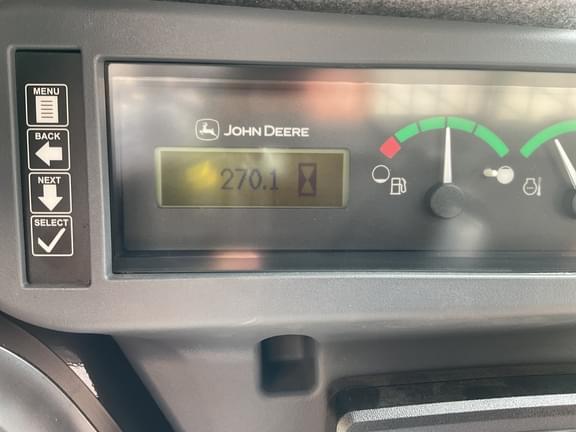 MENU
BACK
NEXT
SELECT
JOHN DEERE
270.1